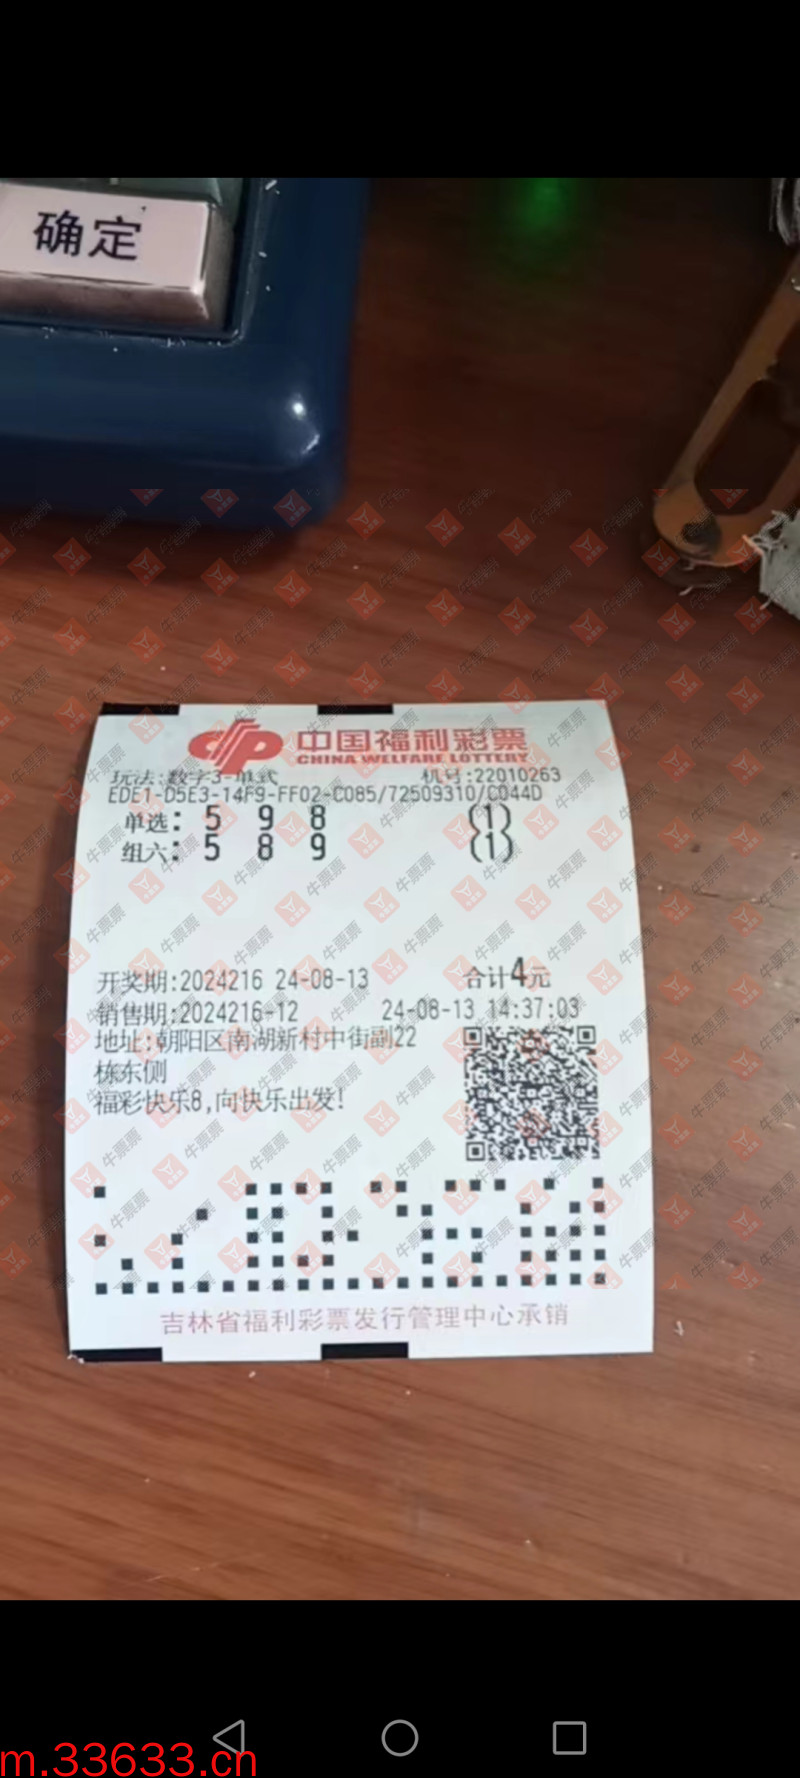 确定
中国福利彩票
CHINA WELFARE LOTTERY
玩法:数字3-单式 机号:22010263
EDE1-D5E3-14F9-FF02-C085/72509310/C044D
单选: 5 9 8 {1}
组六: 5 8 9 {1}
开奖期:2024216 24-08-13 合计4元
销售期:2024216-12 24-08-13 14:37:03
地址:朝阳区南湖新村中街副22
栋东侧
福彩快乐8,向快乐出发!
吉林省福利彩票发行管理中心承销
牛票票
m.33633.cn